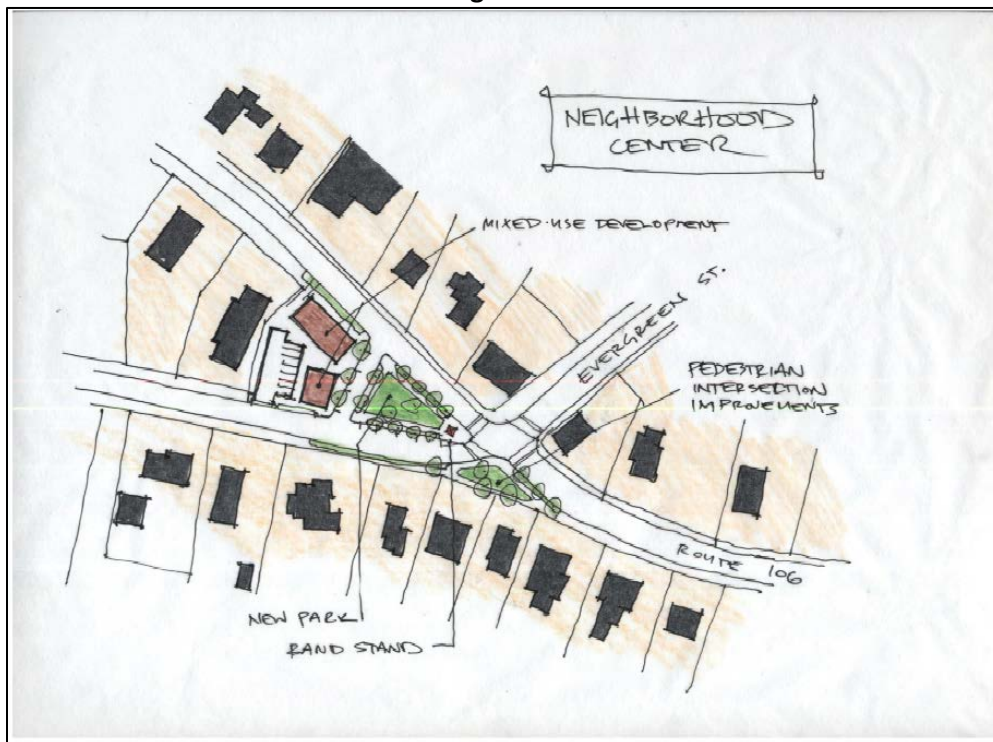 NEIGHBORHOOD
CENTER
MIXED-USE DEVELOPMENT
EVERGREEN ST.
PEDESTRIAN
INTERSECTION
IMPROVEMENTS
ROUTE 106
NEW PARK
BAND STAND